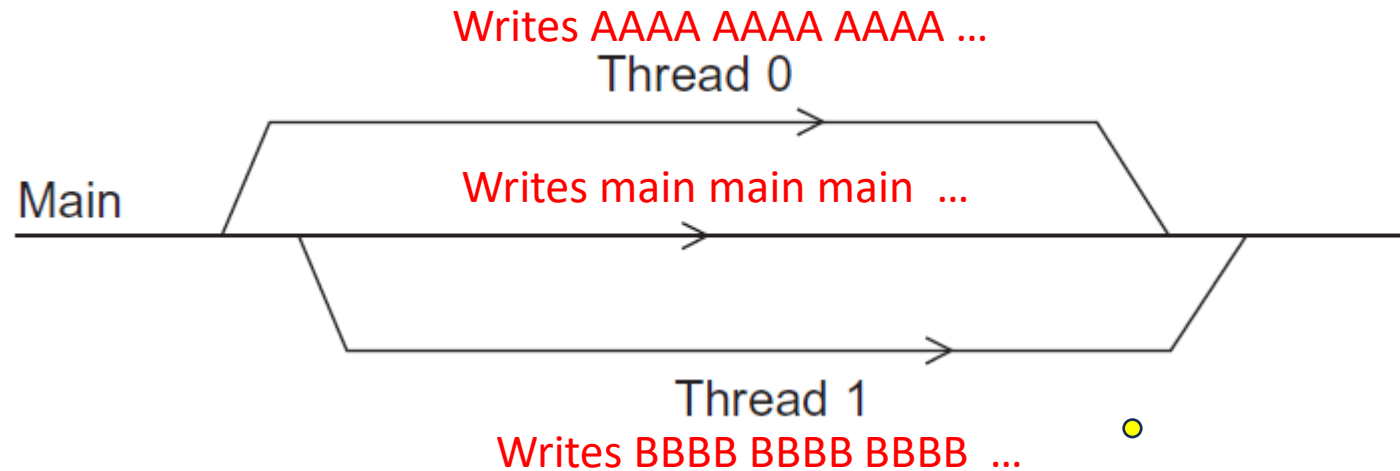 Writes AAAA AAAA AAAA ...
Thread 0
Main
Writes main main main ...
Thread 1
Writes BBBB BBBB BBBB ...